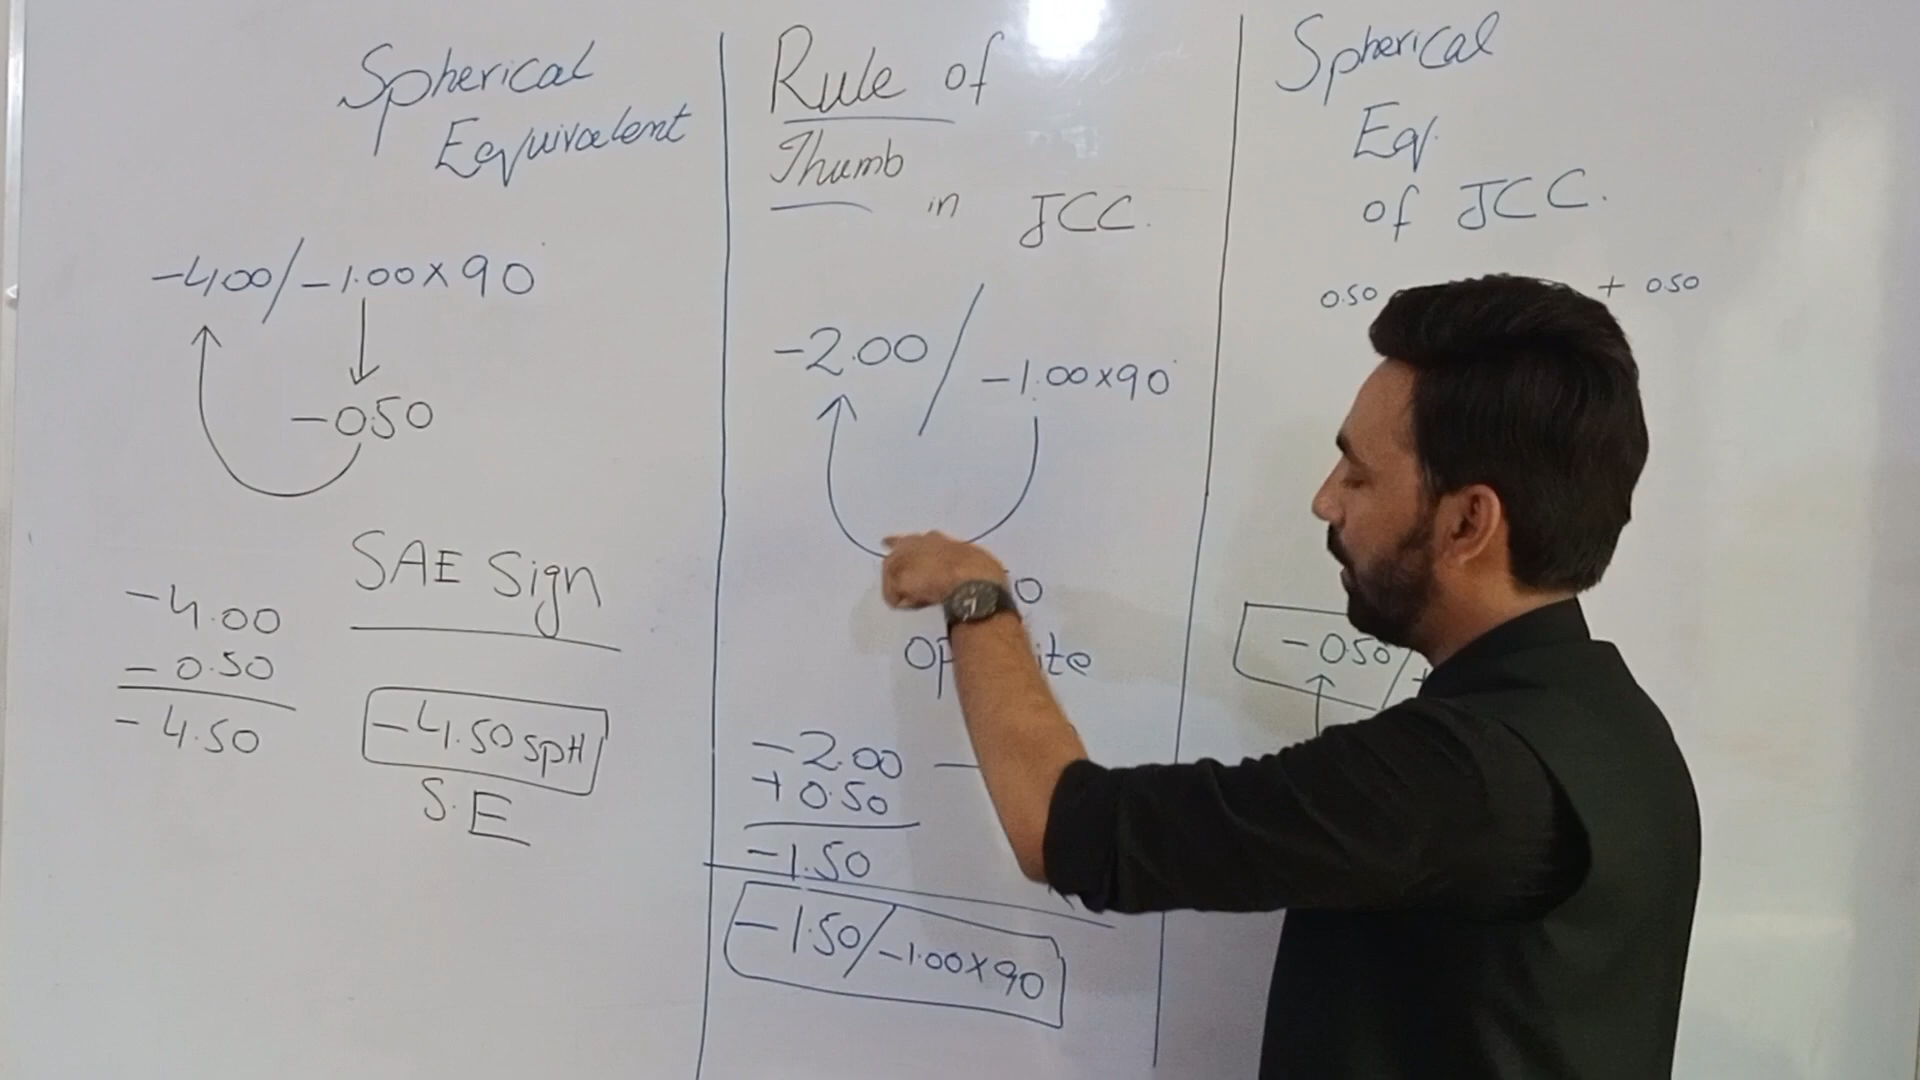 Spherical
Equivalent
-4.00/-1.00x90
-0.50
SAE Sign
-4.00
-0.50
-4.50
-4.50 SpH
S.E
Rule of
Thumb
in JCC.
-2.00/-1.00x90
-2.00
+0.50
-1.50
-1.50/-1.00x90
Spherical
Eq.
of JCC.
0.50 + 0.50
-0.50/